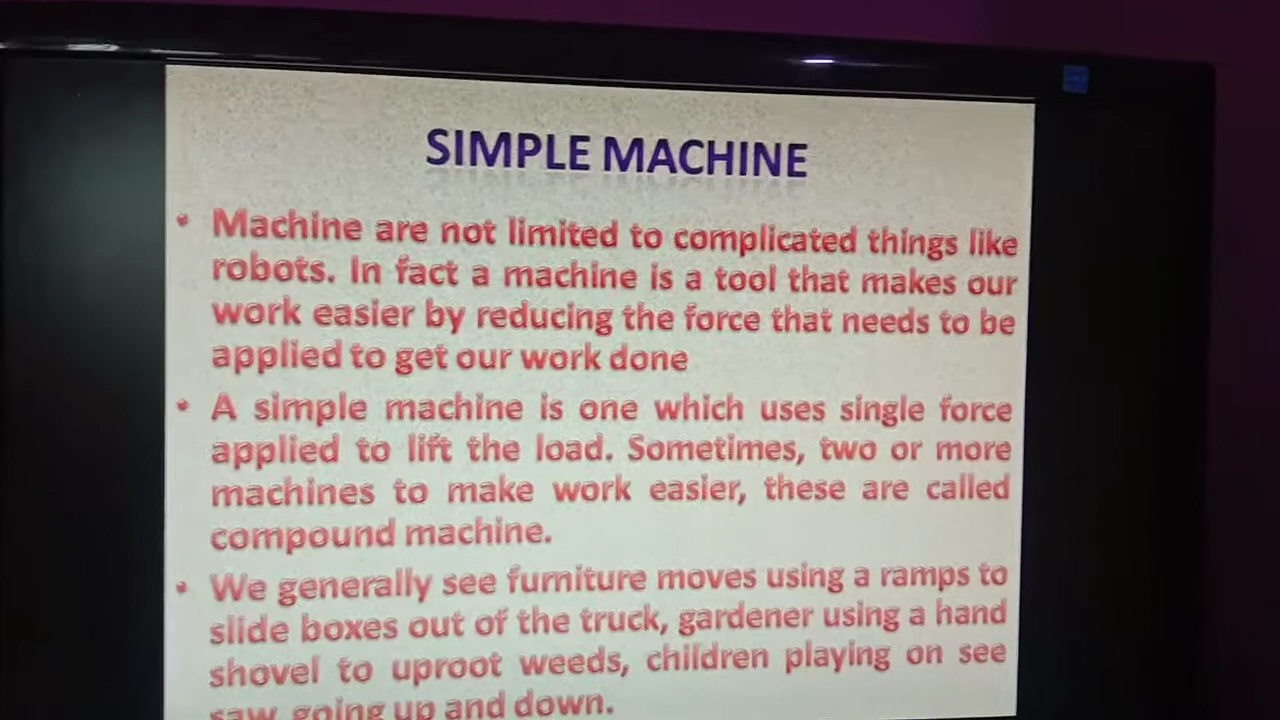 SIMPLE MACHINE
• Machine are not limited to complicated things like
robots. In fact a machine is a tool that makes our
work easier by reducing the force that needs to be
applied to get our work done
• A simple machine is one which uses single force
applied to lift the load. Sometimes, two or more
machines to make work easier, these are called
compound machine.
• We generally see furniture moves using a ramps to
slide boxes out of the truck, gardener using a hand
shovel to uproot weeds, children playing on see
saw, going up and down.